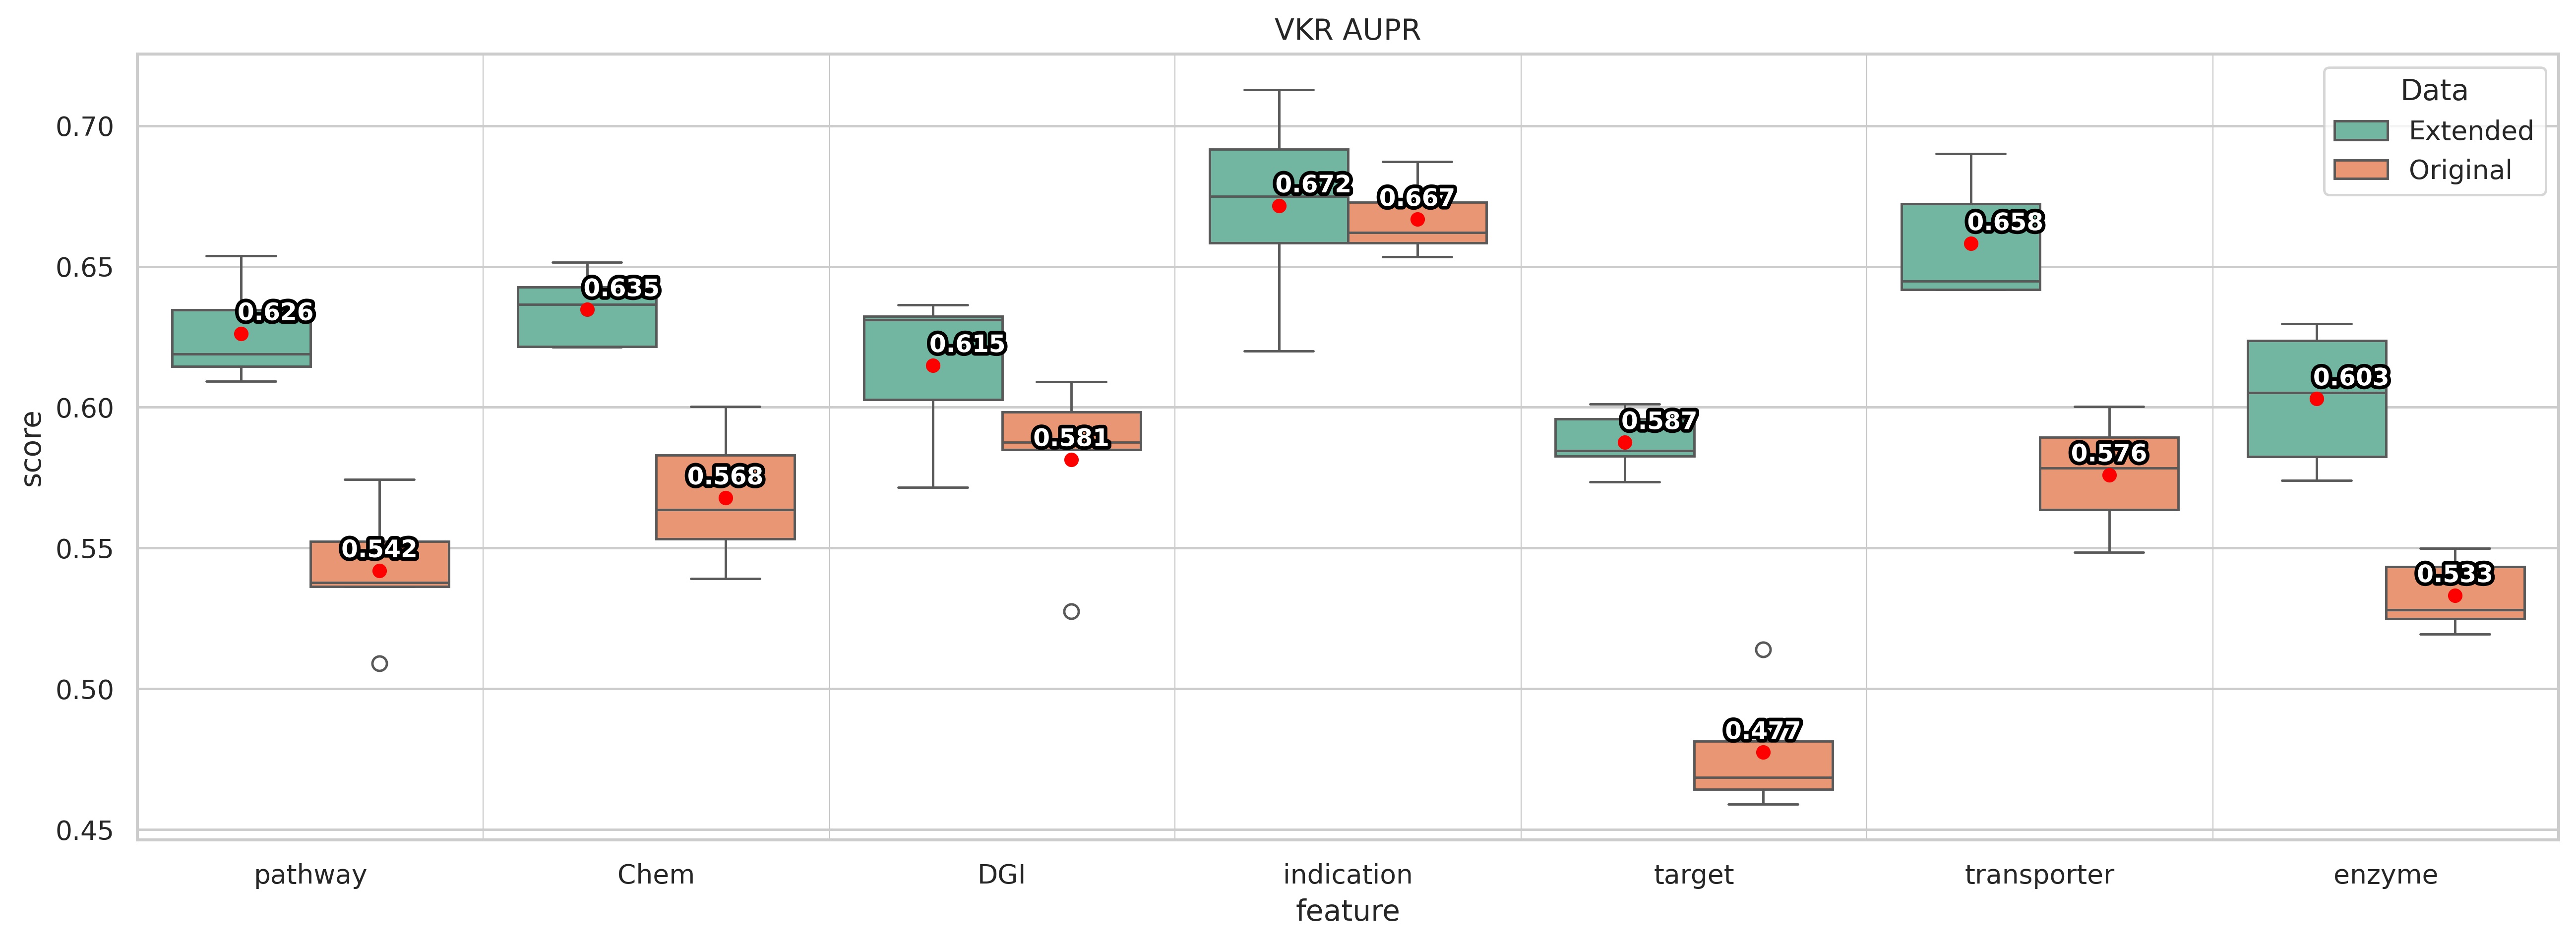 VKR AUPR
Data
Extended
Original
score
0.70
0.65
0.60
0.55
0.50
0.45
0.626
0.542
0.635
0.568
0.615
0.581
0.672
0.667
0.587
0.477
0.658
0.576
0.603
0.533
pathway Chem DGI indication target transporter enzyme
feature